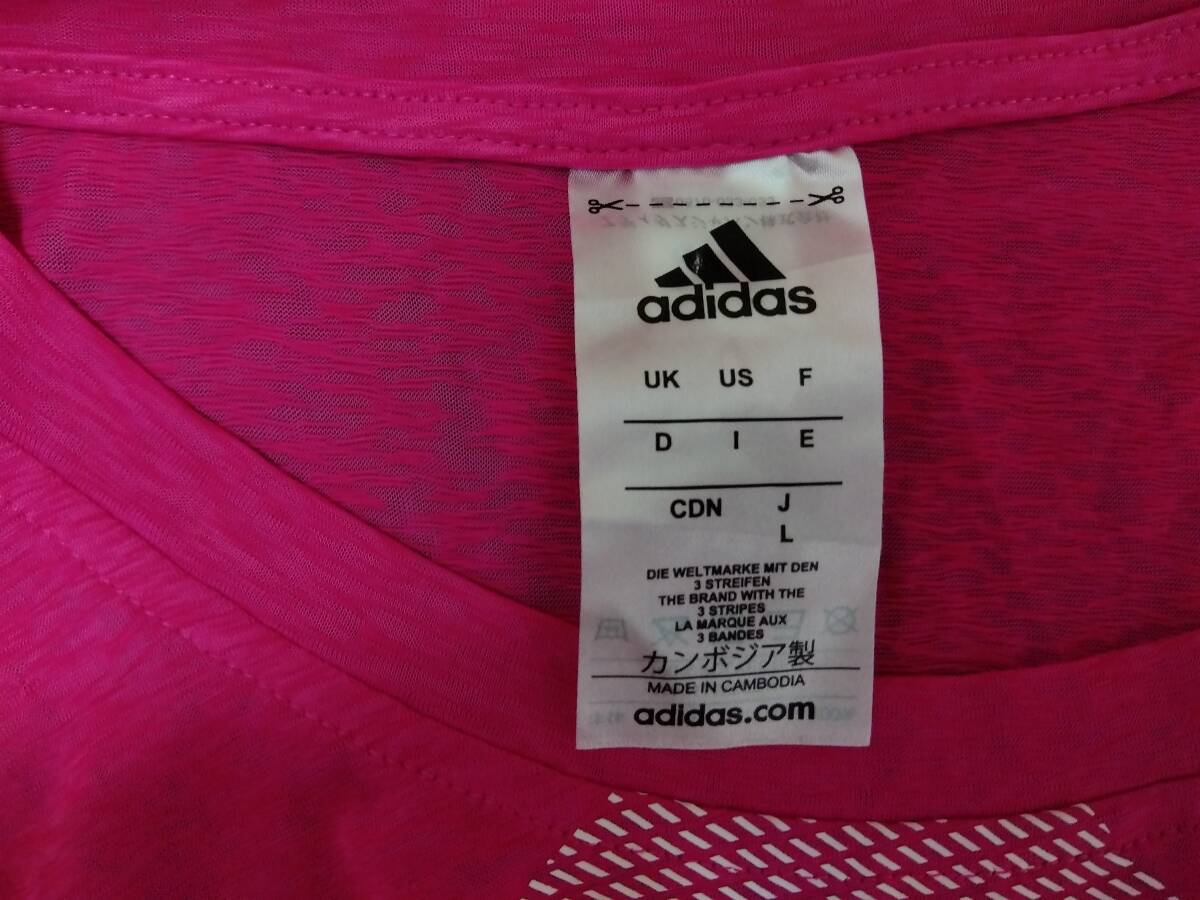 adidas
UK US F
D I E
CDN J
L
DIE WELTMARKE MIT DEN
3 STREIFEN
THE BRAND WITH THE
3 STRIPES
LA MARQUE AUX
3 BANDES
カンボジア製
MADE IN CAMBODIA
adidas.com